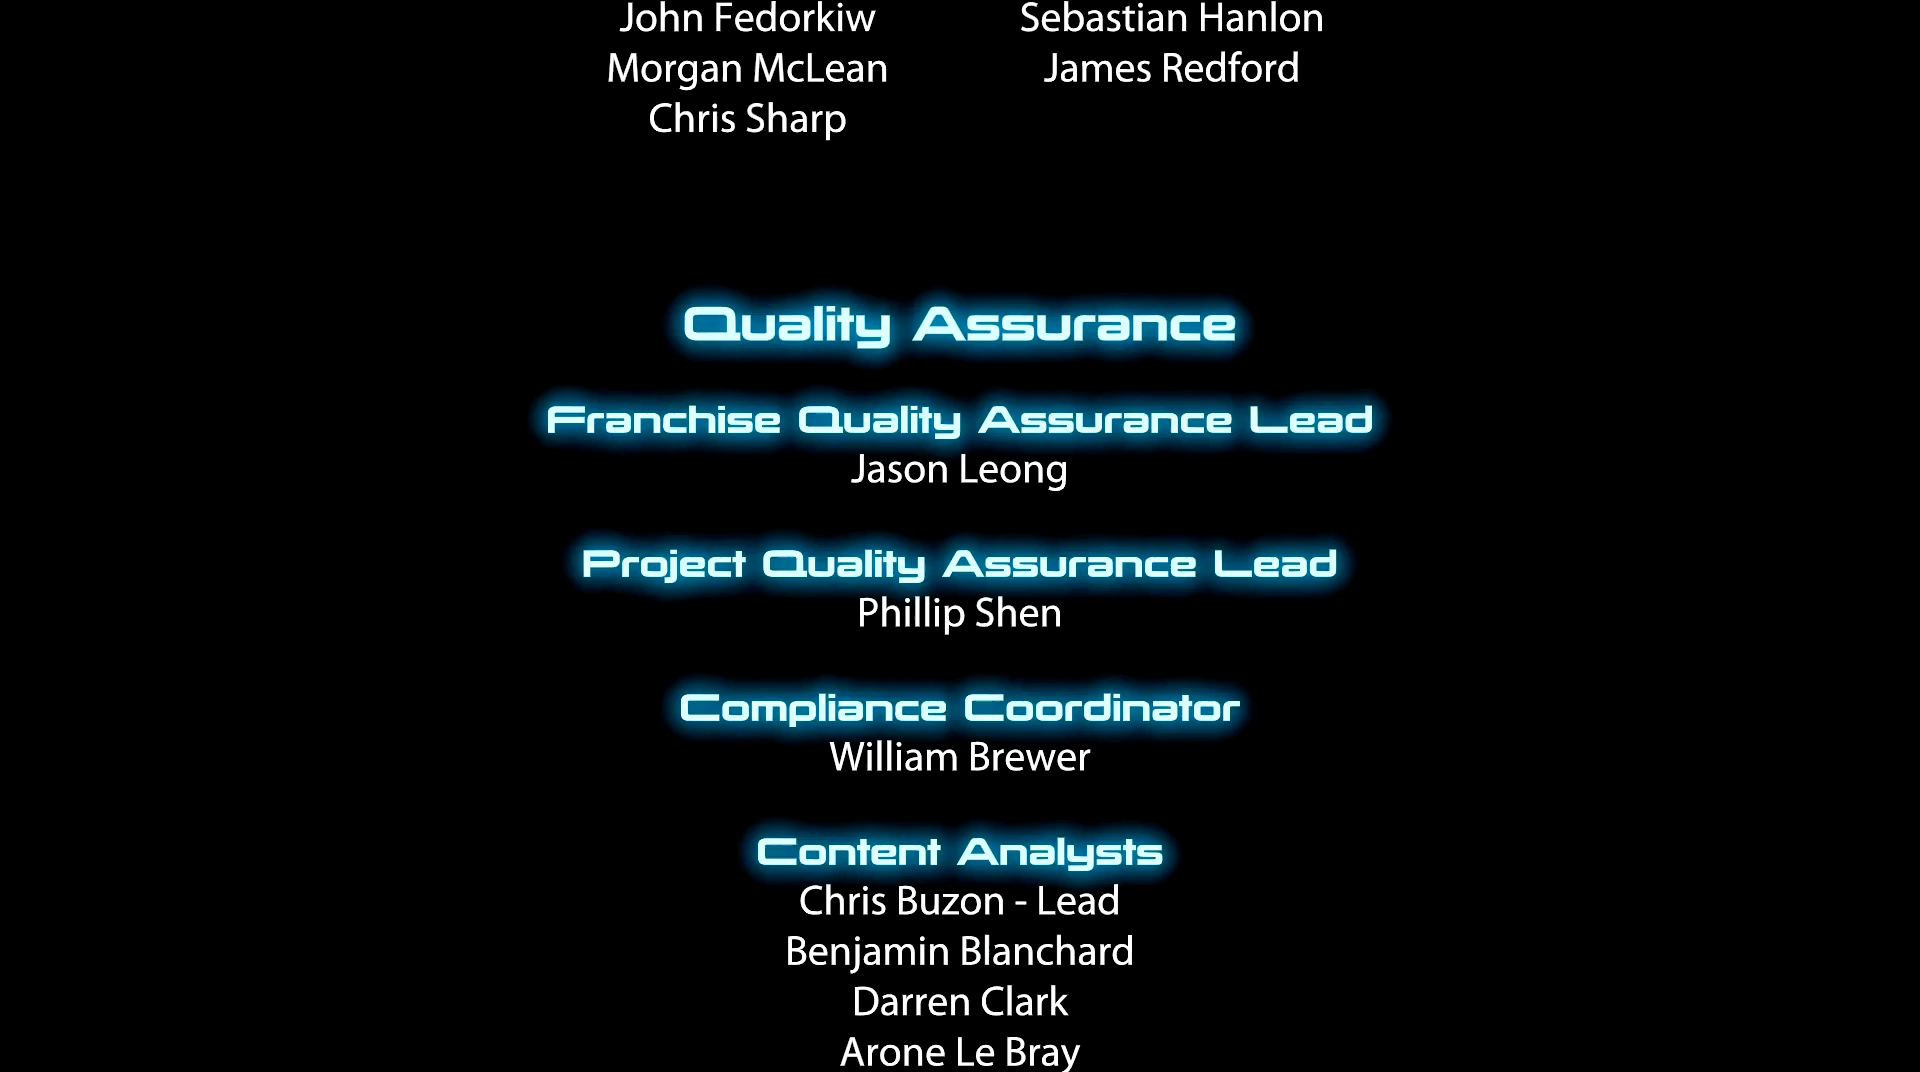 John Fedorkiw Sebastian Hanlon
Morgan McLean James Redford
Chris Sharp
Quality Assurance
Franchise Quality Assurance Lead
Jason Leong
Project Quality Assurance Lead
Phillip Shen
Compliance Coordinator
William Brewer
Content Analysts
Chris Buzon - Lead
Benjamin Blanchard
Darren Clark
Arone Le Bray